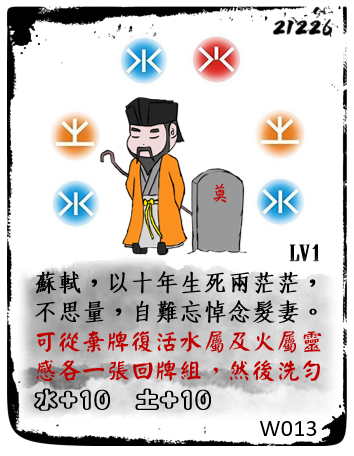 21226
水 火
土 土
水 水
奠
LV1
蘇軾，以十年生死兩茫茫，
不思量，自難忘悼念髮妻。
可從棄牌復活水屬及火屬靈
感各一張回牌組，然後洗勻
水+10 土+10
W013